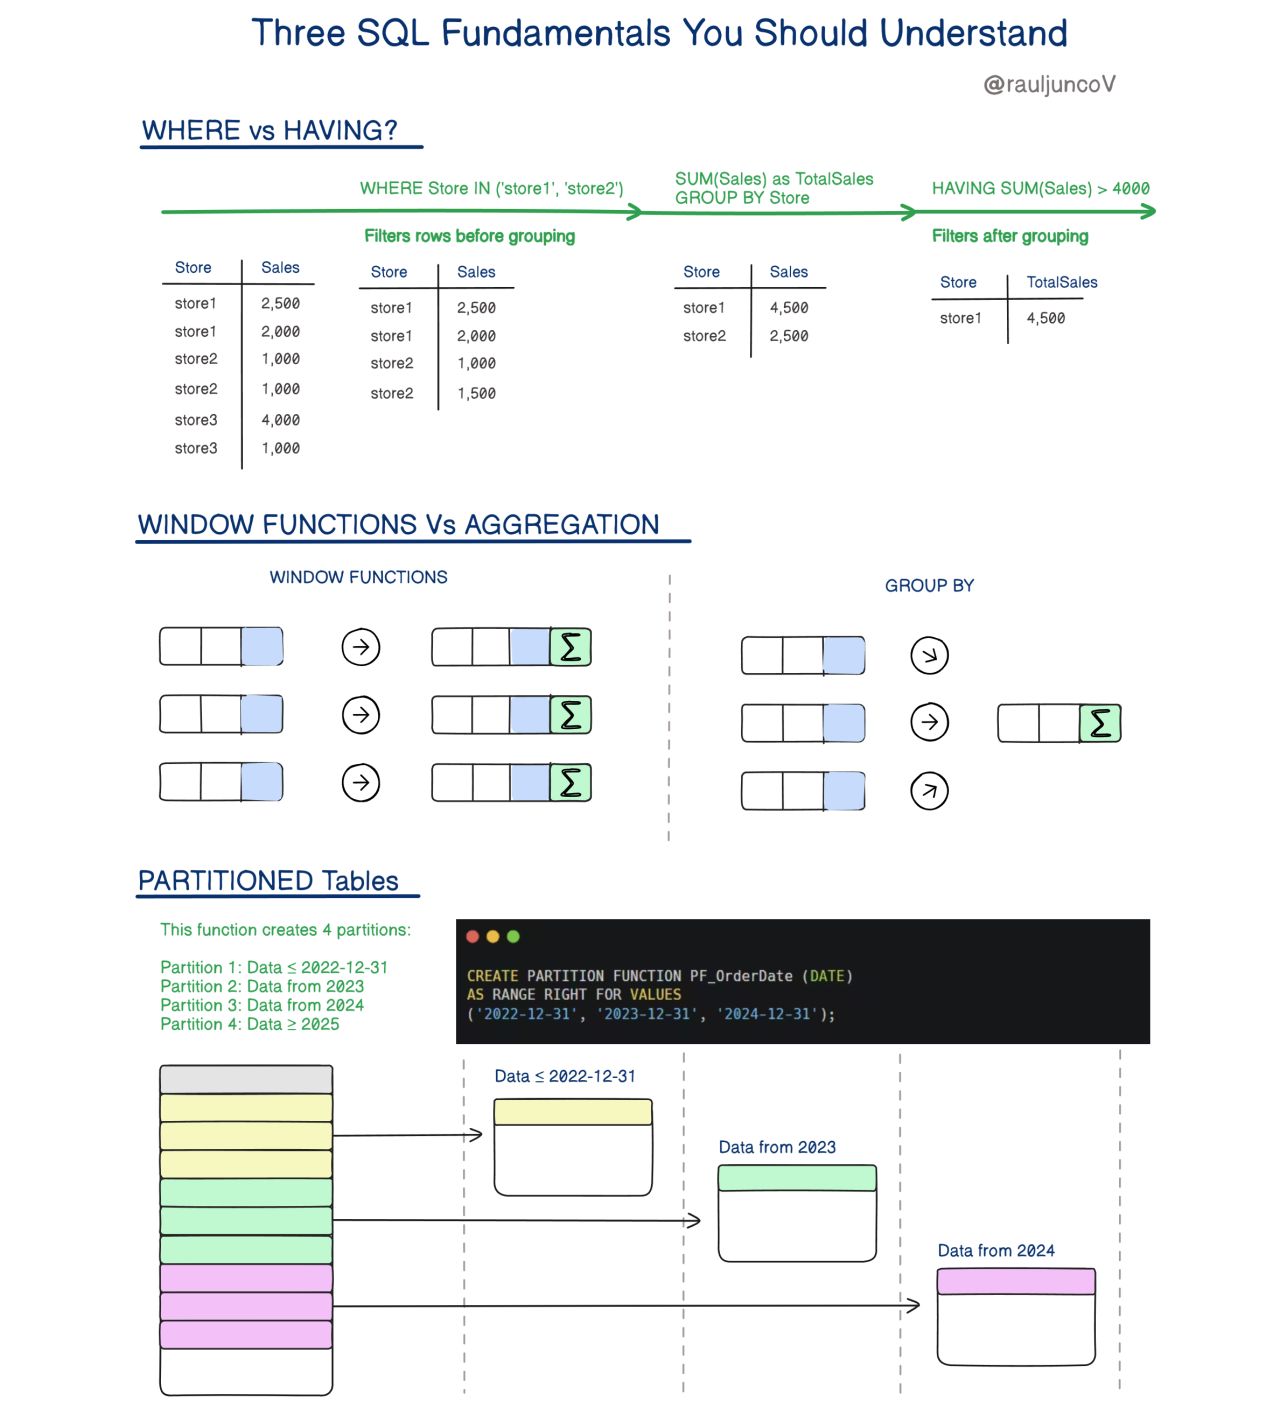 Three SQL Fundamentals You Should Understand
@rauljuncoV
WHERE vs HAVING?
WHERE Store IN ('store1', 'store2')
SUM(Sales) as TotalSales
GROUP BY Store
HAVING SUM(Sales) > 4000
Filters rows before grouping
Filters after grouping
Store Sales
store1 2,500
store1 2,000
store2 1,000
store2 1,000
store3 4,000
store3 1,000
Store Sales
store1 2,500
store1 2,000
store2 1,000
store2 1,500
Store Sales
store1 4,500
store2 2,500
Store TotalSales
store1 4,500
WINDOW FUNCTIONS Vs AGGREGATION
WINDOW FUNCTIONS
Σ
Σ
Σ
GROUP BY
Σ
PARTITIONED Tables
This function creates 4 partitions:
Partition 1: Data ≤ 2022-12-31
Partition 2: Data from 2023
Partition 3: Data from 2024
Partition 4: Data ≥ 2025
CREATE PARTITION FUNCTION PF_OrderDate (DATE)
AS RANGE RIGHT FOR VALUES
('2022-12-31', '2023-12-31', '2024-12-31');
Data ≤ 2022-12-31
Data from 2023
Data from 2024